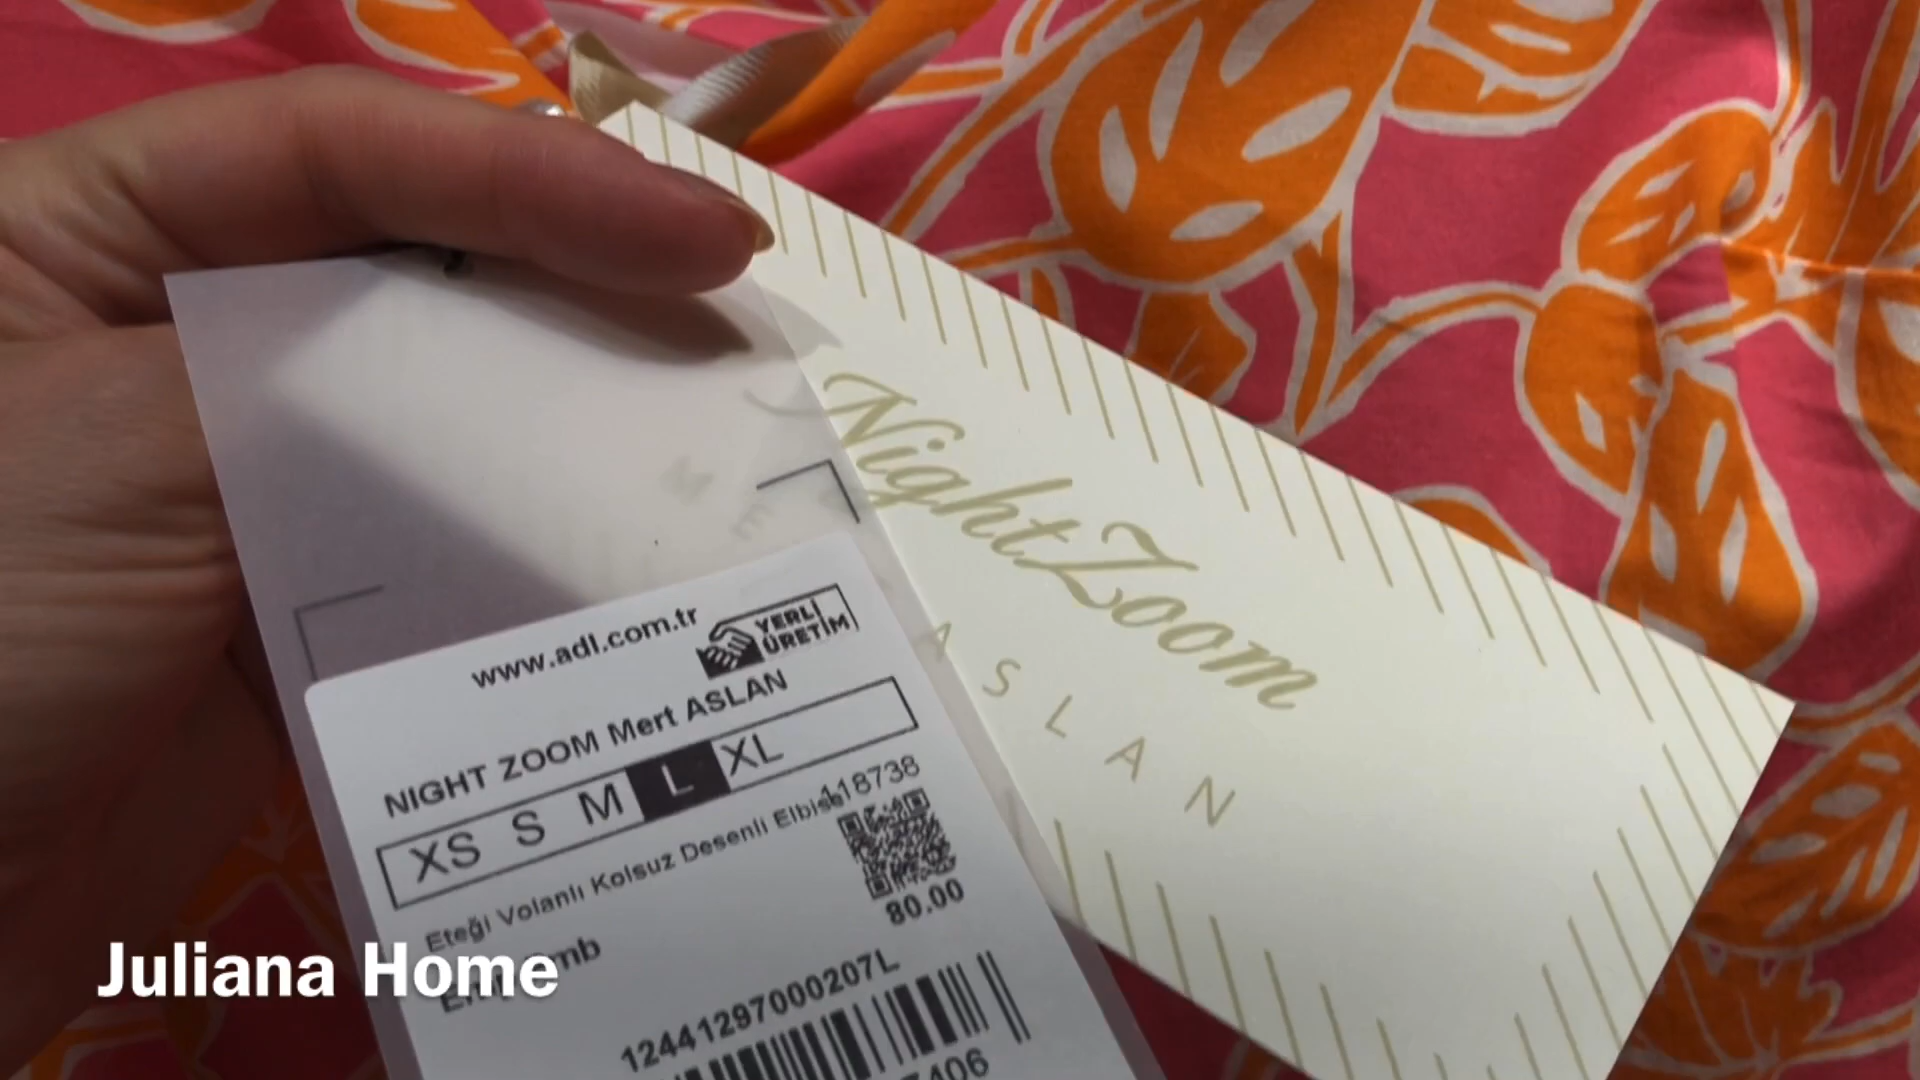 NightZoom
M E
A S L A N
www.adl.com.tr
YERLİ
ÜRETİM
NIGHT ZOOM Mert ASLAN
XS S M L XL
118738
Eteği Volanlı Kolsuz Desenli Elbise
80.00
12441297000207L
406
Juliana Home